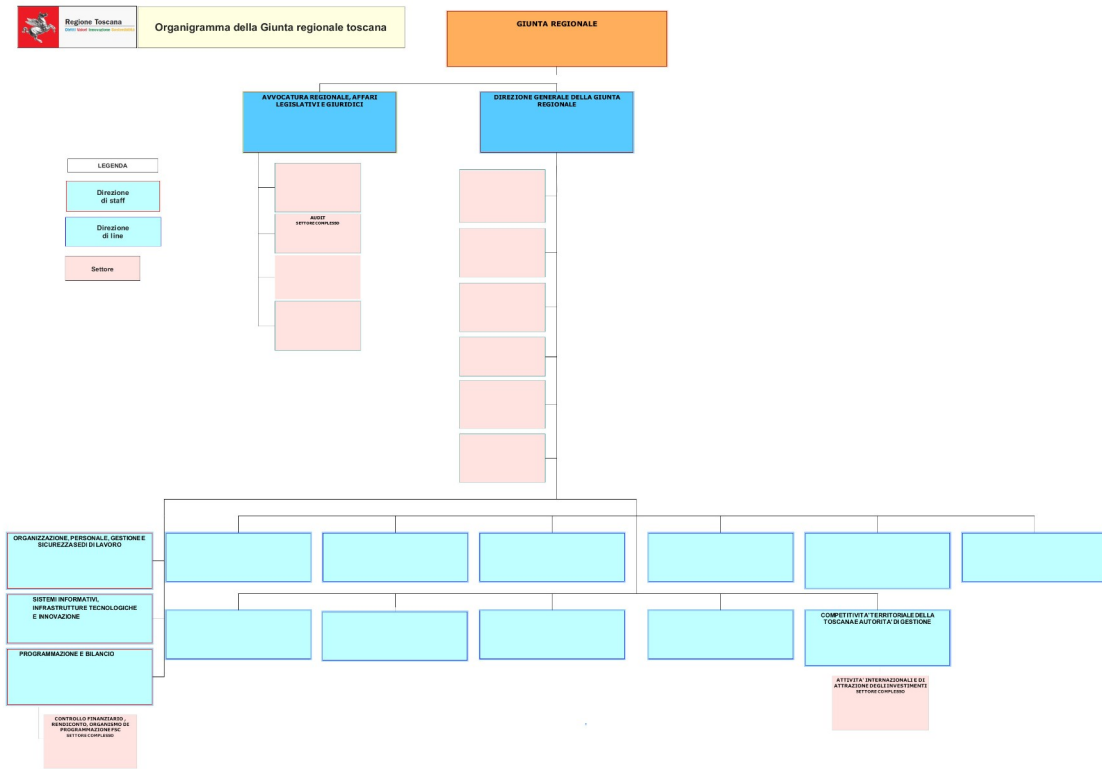 Regione Toscana
Diritti Valori Innovazione Sostenibilità
Organigramma della Giunta regionale toscana
GIUNTA REGIONALE
AVVOCATURA REGIONALE, AFFARI
LEGISLATIVI E GIURIDICI
DIREZIONE GENERALE DELLA GIUNTA
REGIONALE
LEGENDA
Direzione
di staff
Direzione
di line
Settore
AUDIT
SETTORE COMPLESSO
ORGANIZZAZIONE, PERSONALE, GESTIONE E
SICUREZZA SEDI DI LAVORO
SISTEMI INFORMATIVI,
INFRASTRUTTURE TECNOLOGICHE
E INNOVAZIONE
PROGRAMMAZIONE E BILANCIO
CONTROLLO FINANZIARIO ,
RENDICONTO, ORGANISMO DI
PROGRAMMAZIONE FSC
SETTORE COMPLESSO
COMPETITIVITA' TERRITORIALE DELLA
TOSCANA E AUTORITA' DI GESTIONE
ATTIVITA' INTERNAZIONALI E DI
ATTRAZIONE DEGLI INVESTIMENTI
SETTORE COMPLESSO